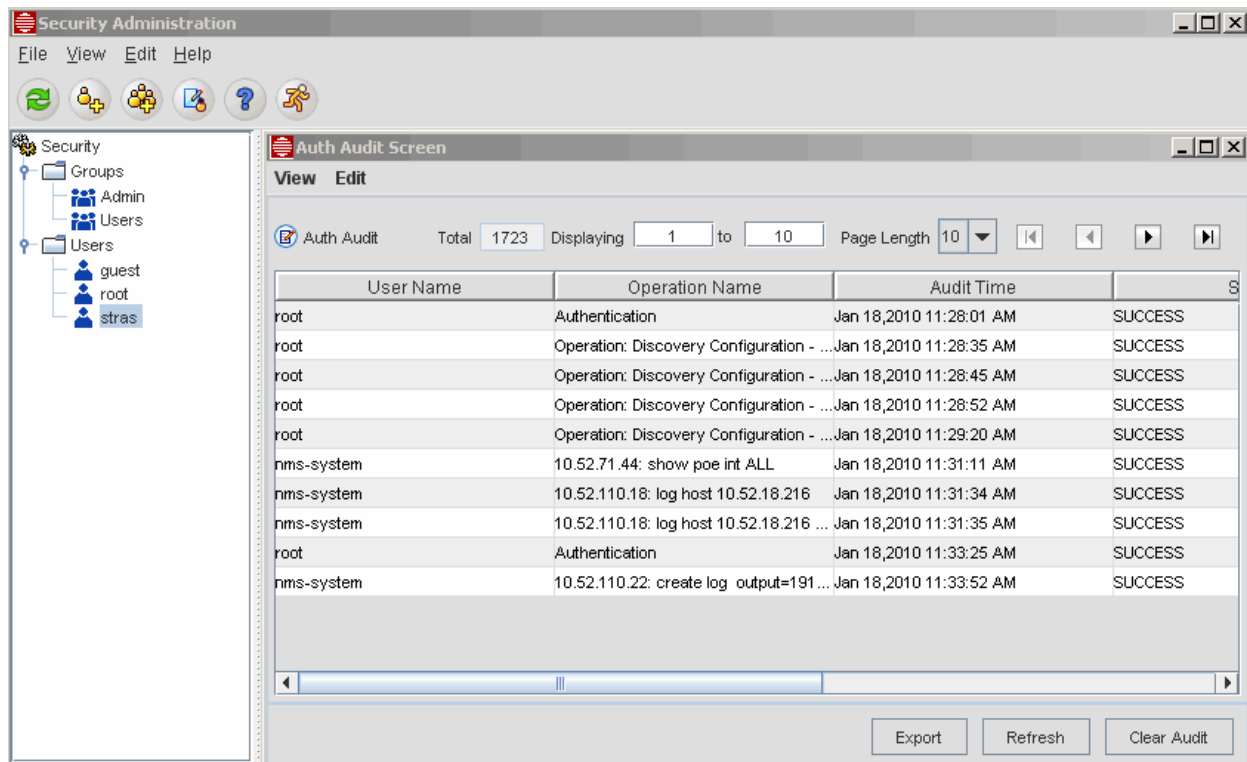 Security Administration
File View Edit Help
Security
Groups
Admin
Users
Users
guest
root
stras
Auth Audit Screen
View Edit
Auth Audit Total 1723 Displaying 1 to 10 Page Length 10
User Name Operation Name Audit Time S
root Authentication Jan 18,2010 11:28:01 AM SUCCESS
root Operation: Discovery Configuration - ... Jan 18,2010 11:28:35 AM SUCCESS
root Operation: Discovery Configuration - ... Jan 18,2010 11:28:45 AM SUCCESS
root Operation: Discovery Configuration - ... Jan 18,2010 11:28:52 AM SUCCESS
root Operation: Discovery Configuration - ... Jan 18,2010 11:29:20 AM SUCCESS
nms-system 10.52.71.44: show poe int ALL Jan 18,2010 11:31:11 AM SUCCESS
nms-system 10.52.110.18: log host 10.52.18.216 Jan 18,2010 11:31:34 AM SUCCESS
nms-system 10.52.110.18: log host 10.52.18.216 ... Jan 18,2010 11:31:35 AM SUCCESS
root Authentication Jan 18,2010 11:33:25 AM SUCCESS
nms-system 10.52.110.22: create log output=191... Jan 18,2010 11:33:52 AM SUCCESS
Export Refresh Clear Audit